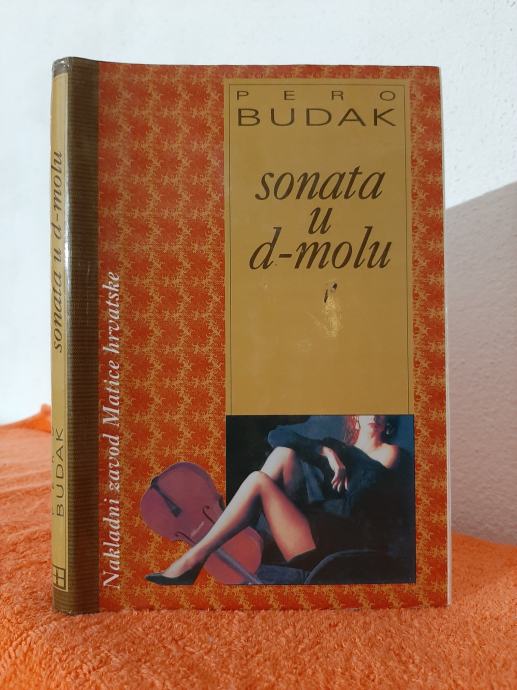 PERO
BUDAK
sonata
u
d-molu
Nakladni zavod Matice hrvatske
sonata u d-molu
BUDAK